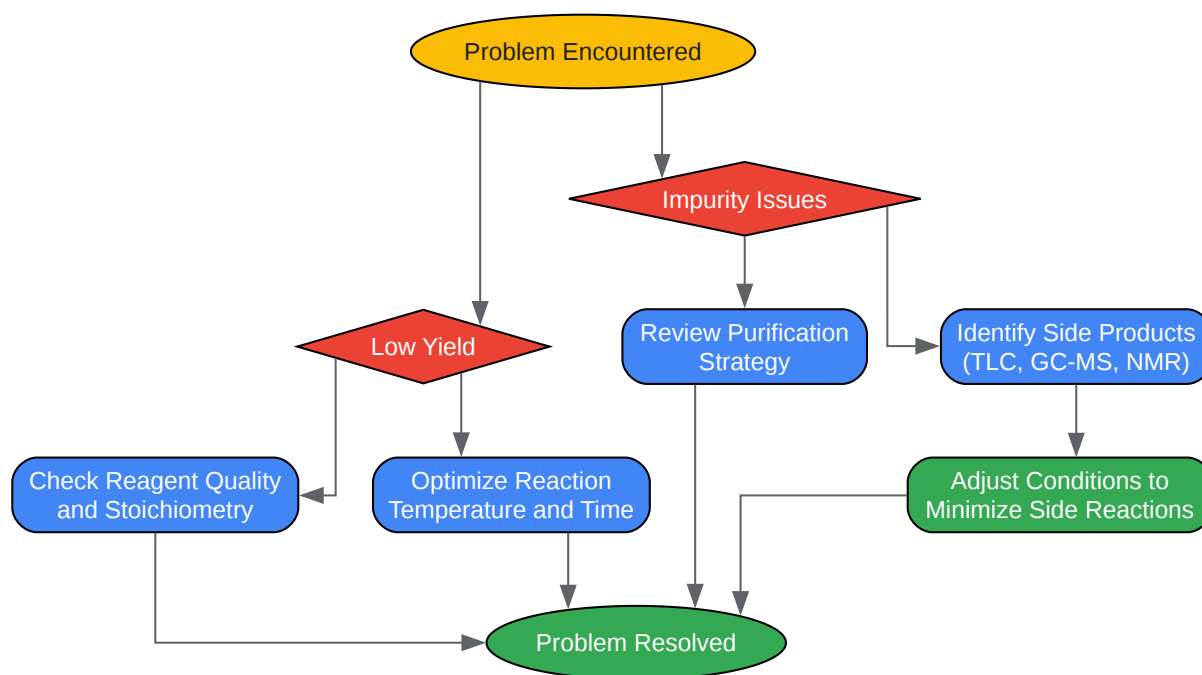 Problem Encountered
Impurity Issues
Low Yield
Review Purification
Strategy
Identify Side Products
(TLC, GC-MS, NMR)
Check Reagent Quality
and Stoichiometry
Optimize Reaction
Temperature and Time
Adjust Conditions to
Minimize Side Reactions
Problem Resolved